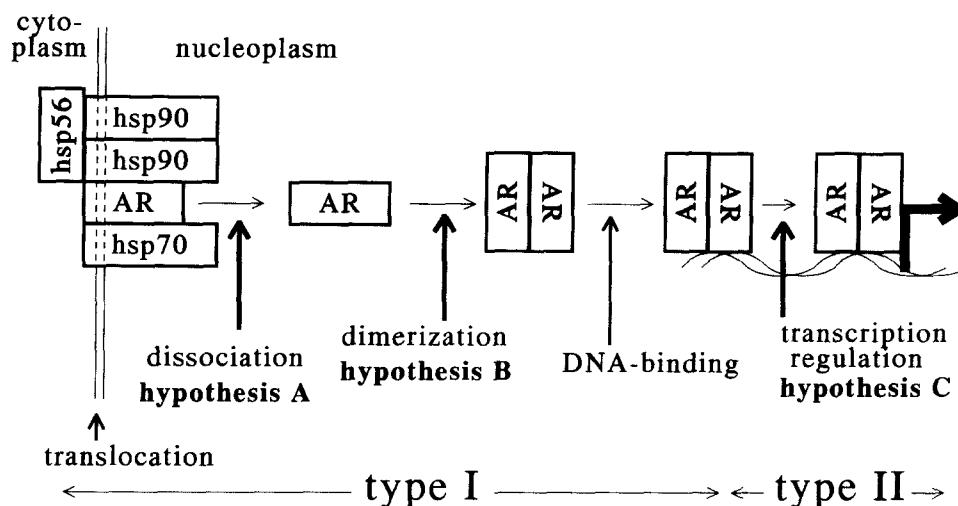 cyto-
plasm
nucleoplasm
hsp56
hsp90
hsp90
AR
hsp70
AR
AR
AR
AR
AR
AR
AR
dissociation
hypothesis A
dimerization
hypothesis B
DNA-binding
transcription
regulation
hypothesis C
translocation
type I
type II